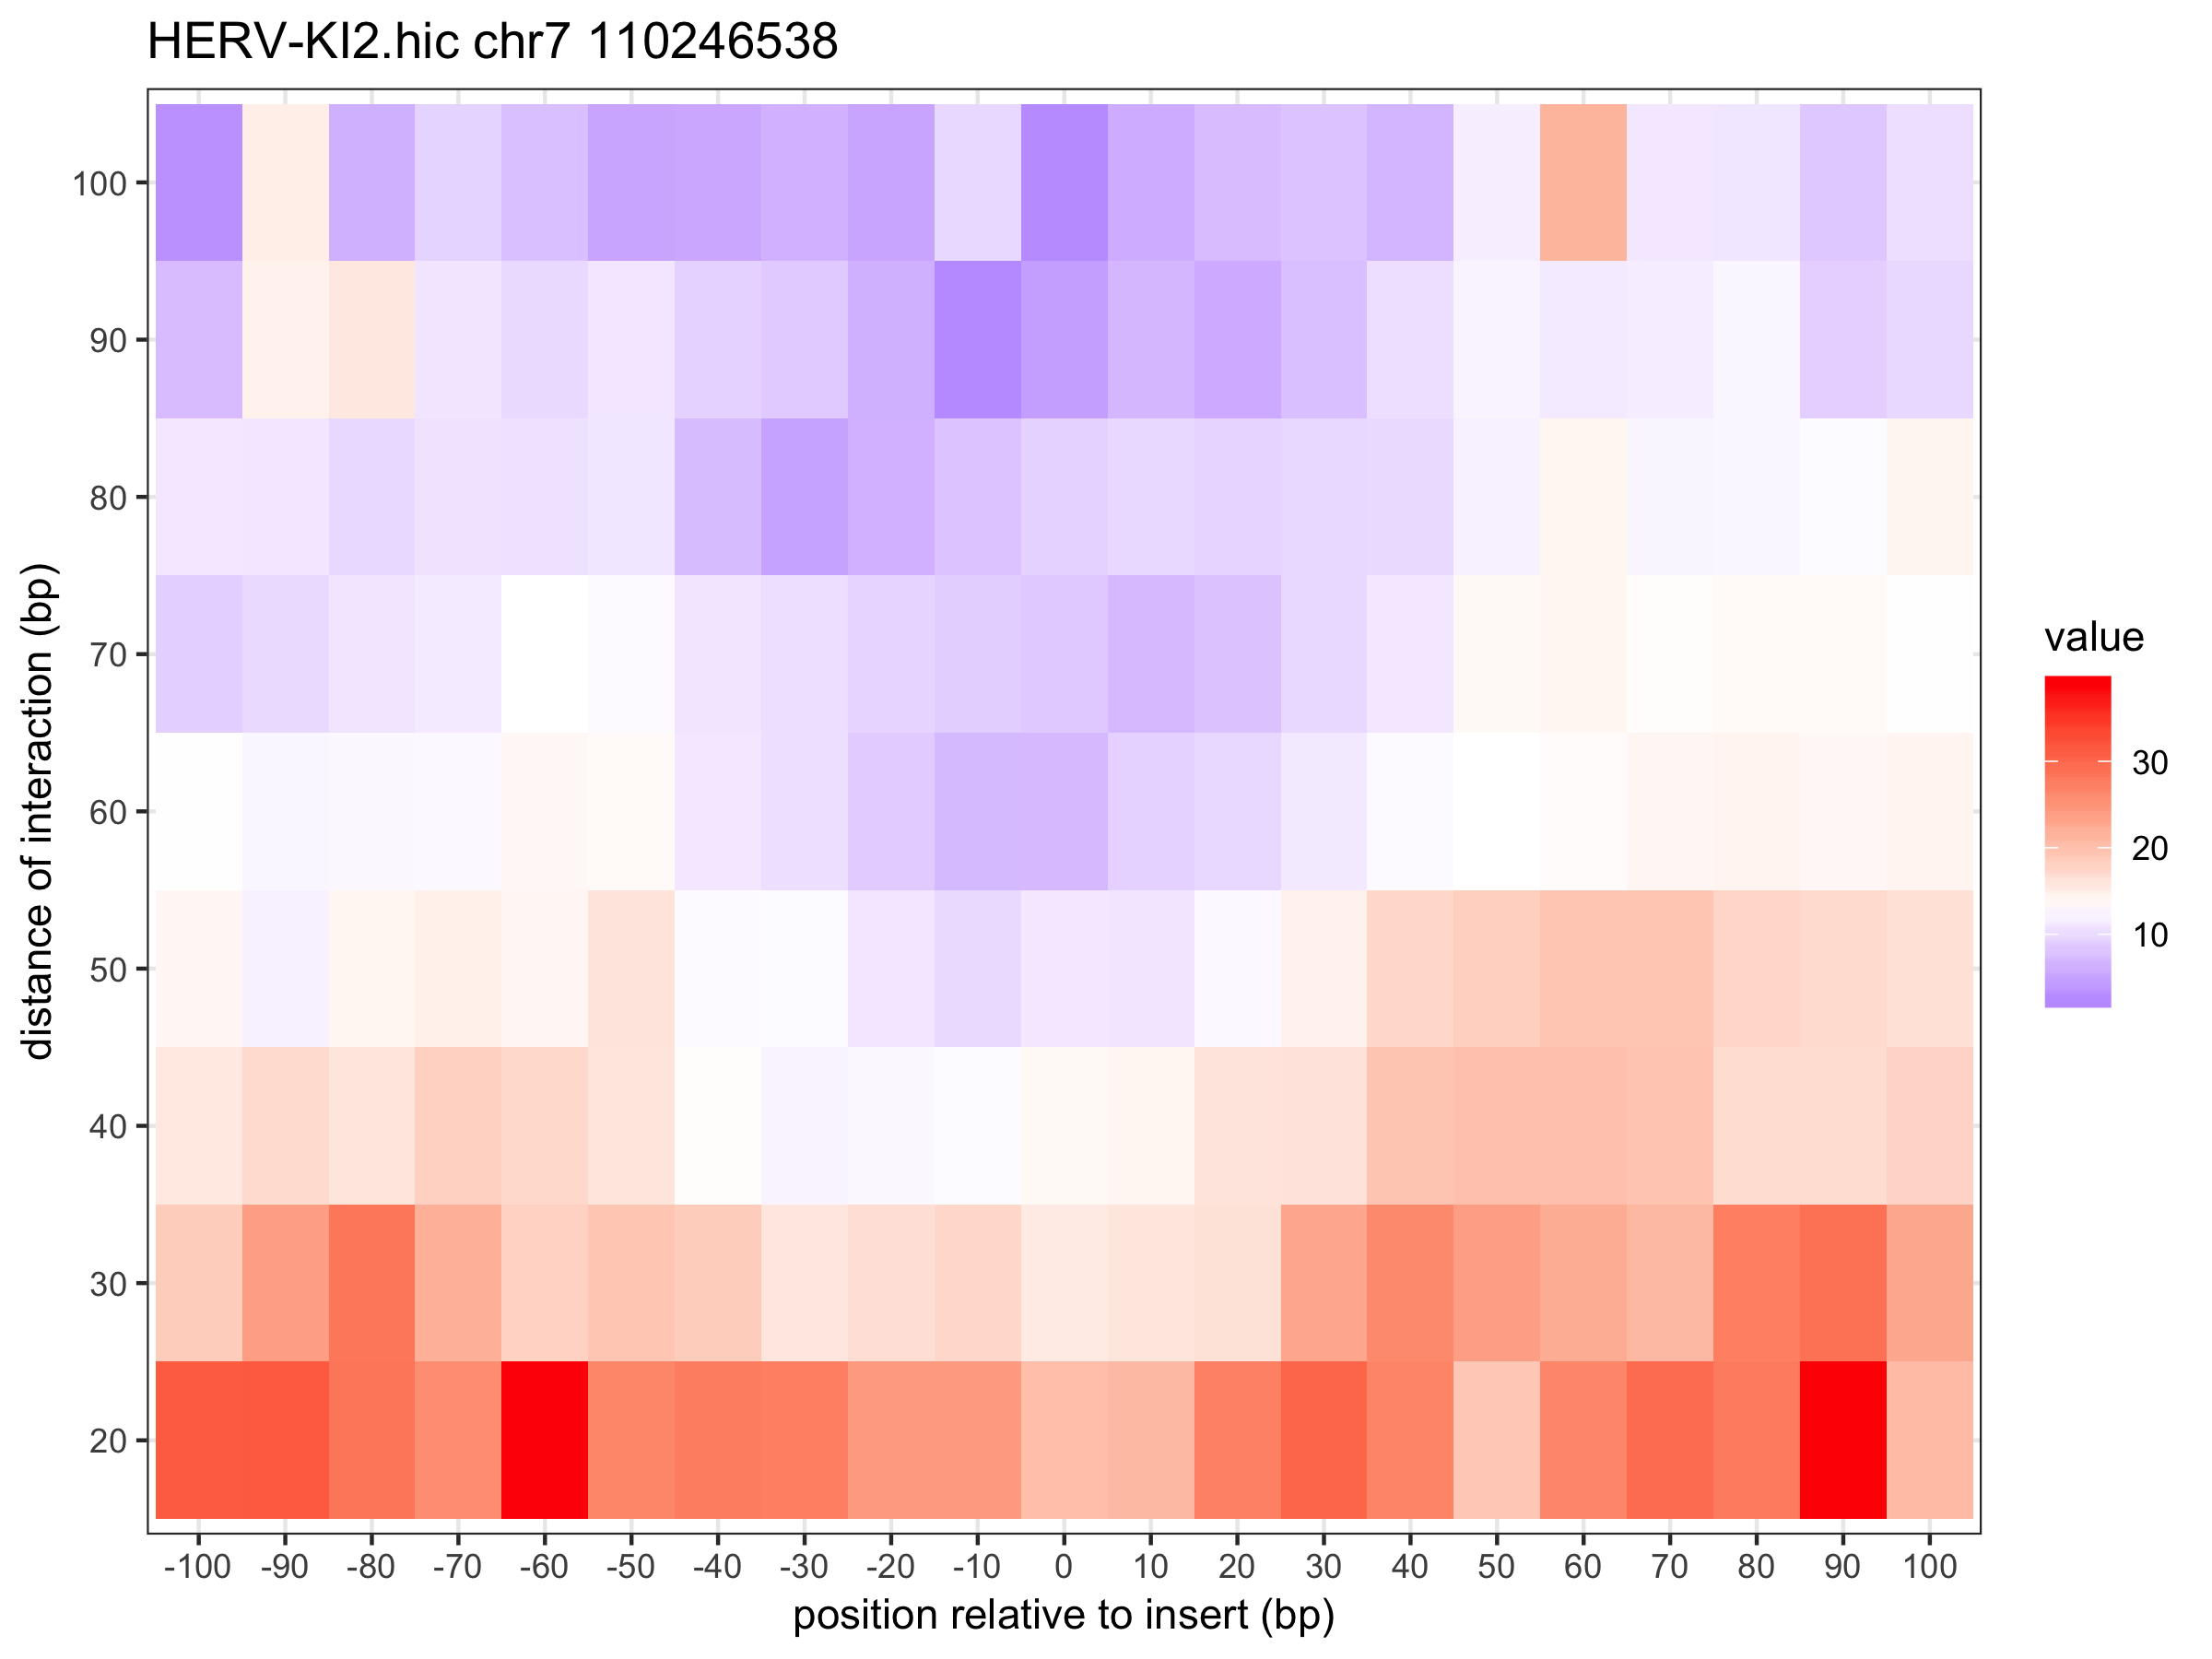 HERV-KI2.hic chr7 110246538
distance of interaction (bp)
100
90
80
70
60
50
40
30
20
-100 -90 -80 -70 -60 -50 -40 -30 -20 -10 0 10 20 30 40 50 60 70 80 90 100
position relative to insert (bp)
value
30
20
10